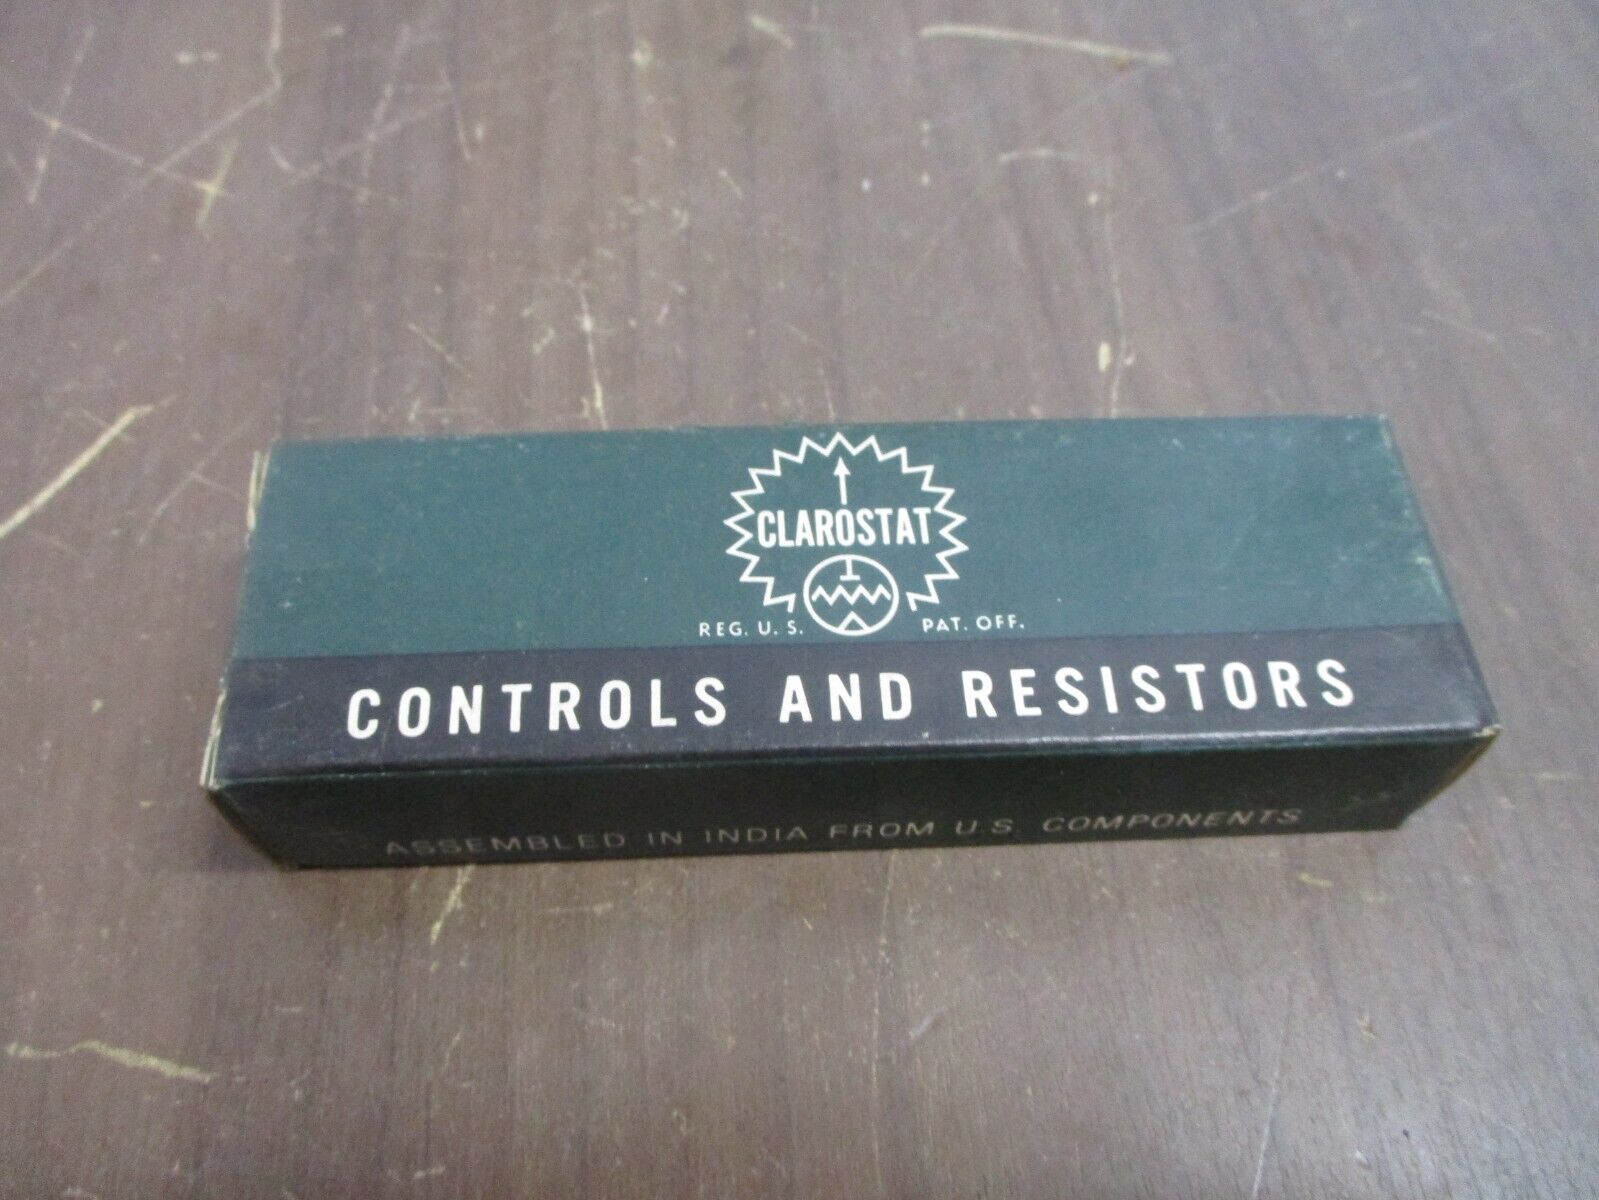 CLAROSTAT
REG. U. S. PAT. OFF.
CONTROLS AND RESISTORS
ASSEMBLED IN INDIA FROM U.S. COMPONENTS